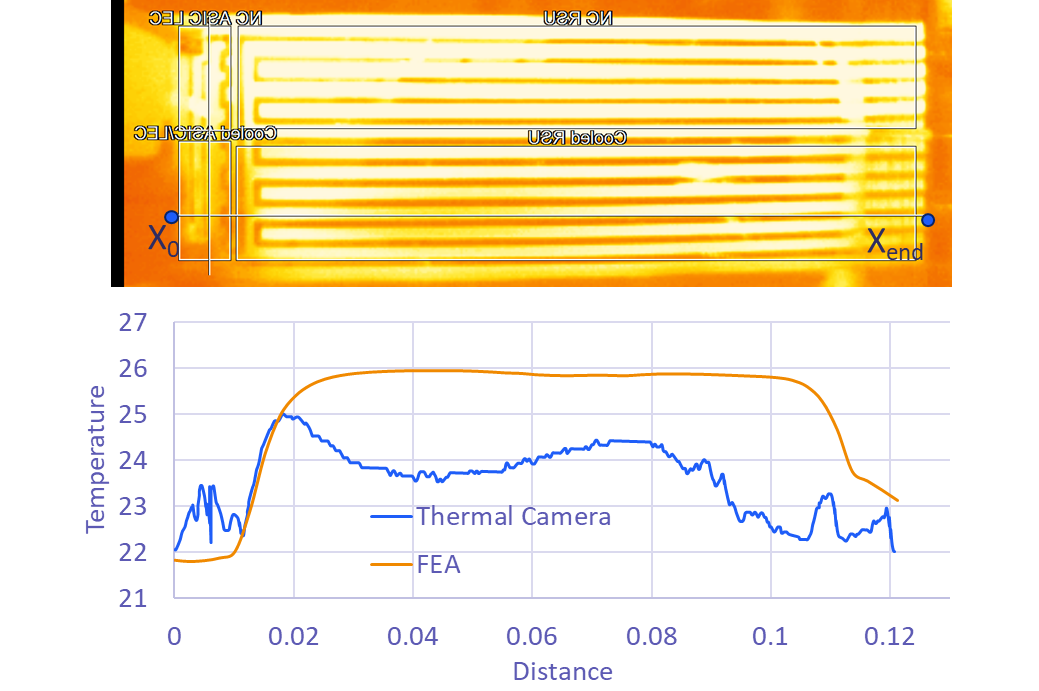 NC ASIC LEC
NC RSU
Cooled ASIC/LEC
Cooled RSU
X0
Xend
27
26
25
24
23
22
21
Temperature
Thermal Camera
FEA
0
0.02
0.04
0.06
0.08
0.1
0.12
Distance